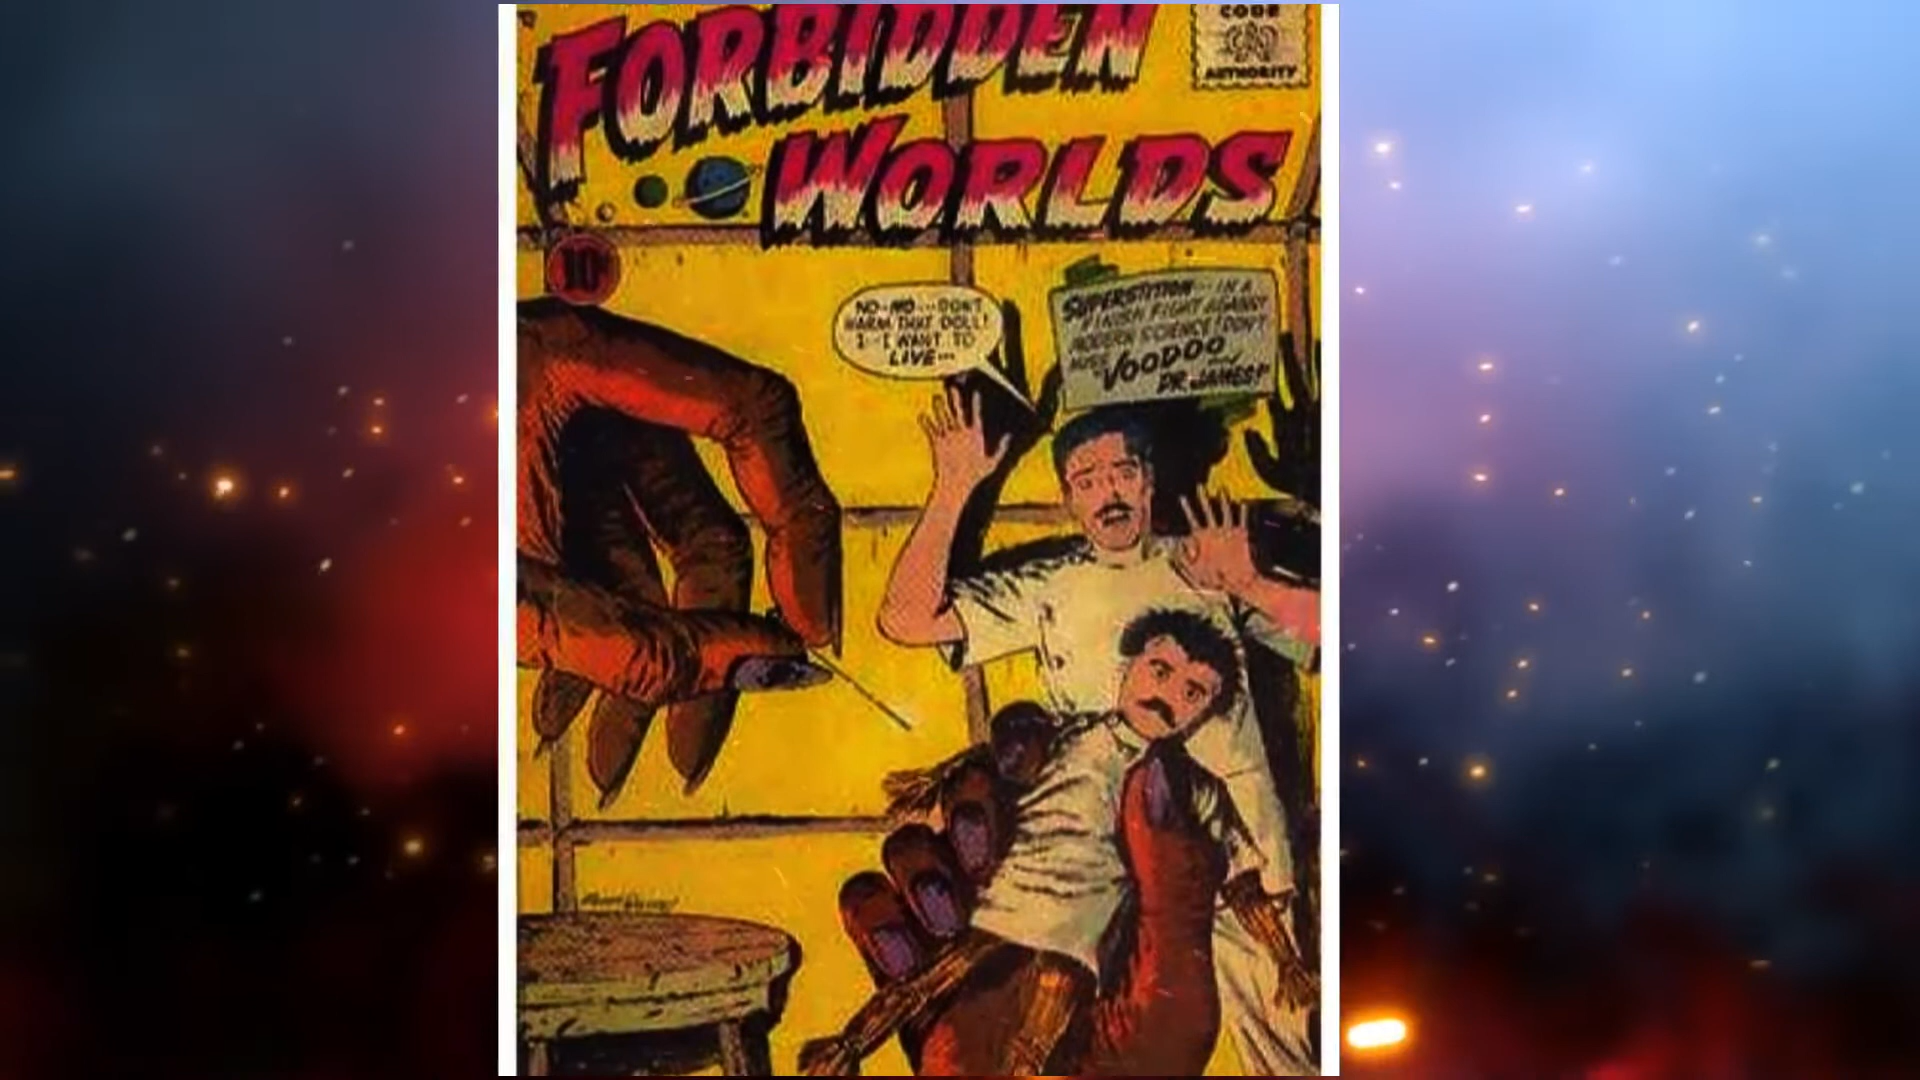 FORBIDDEN
CODE
AUTHORITY
WORLDS
10¢
NO--NO---DON'T
HARM THAT DOLL!
I--I WANT TO
LIVE---
SUPERSTITION---IN A
FINISH FIGHT AGAINST
MODERN SCIENCE! DON'T
MISS "VOODOO and
DR. JAMES!"